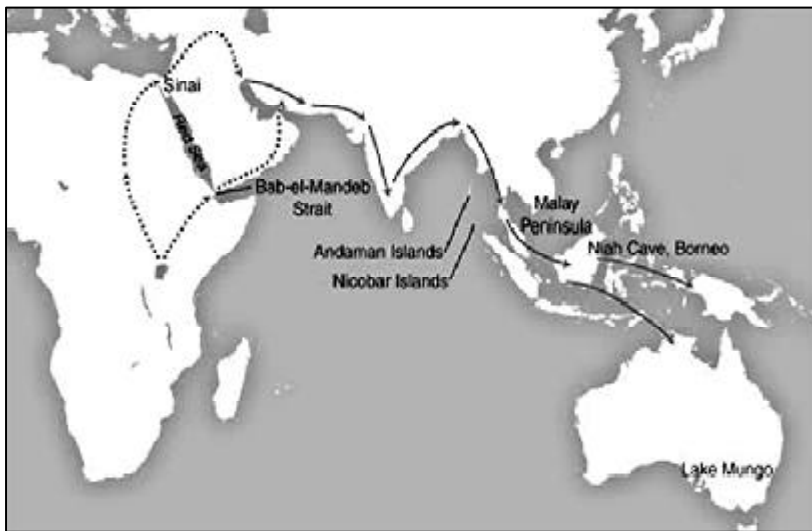 Sinai
Red Sea
Bab-el-Mandeb
Strait
Andaman Islands
Nicobar Islands
Malay
Peninsula
Niah Cave, Borneo
Lake Mungo